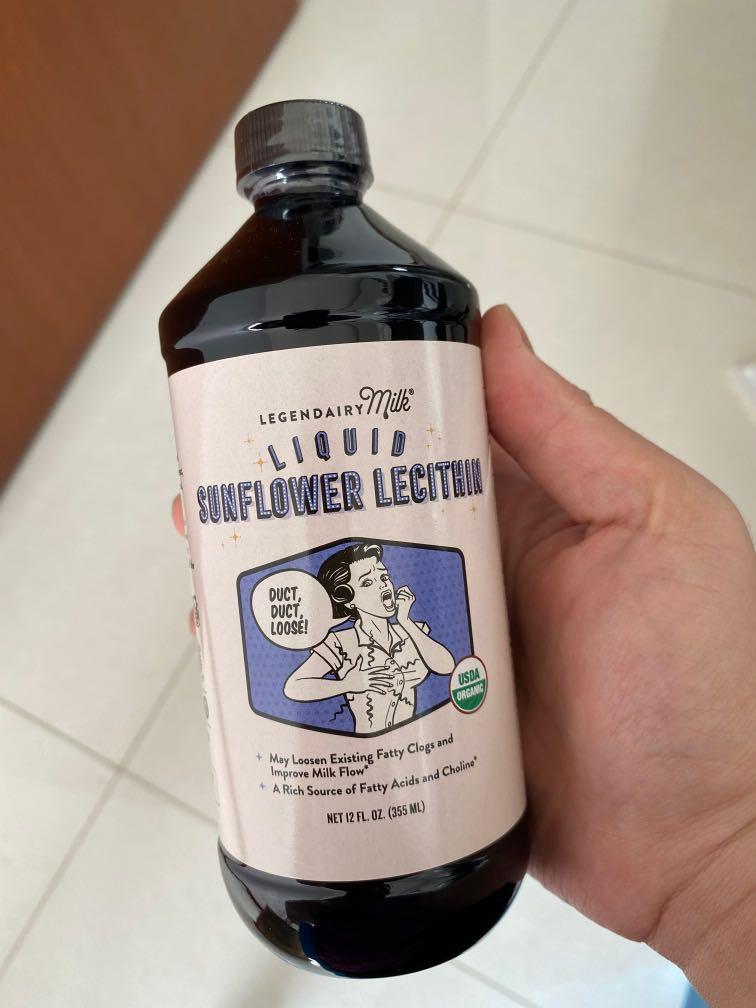 LEGENDAIRY Milk®
LIQUID
SUNFLOWER LECITHIN
DUCT,
DUCT,
LOOSE!
USDA
ORGANIC
May Loosen Existing Fatty Clogs and
Improve Milk Flow*
A Rich Source of Fatty Acids and Choline*
NET 12 FL. OZ. (355 ML)